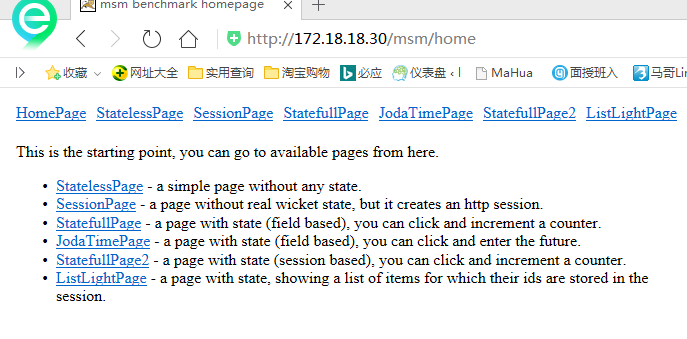 msm benchmark homepage
http://172.18.18.30/msm/home
收藏 网址大全 实用查询 淘宝购物 必应 仪表盘‹ l MaHua 面授班入 马哥Lin
HomePage StatelessPage SessionPage StatefullPage JodaTimePage StatefullPage2 ListLightPage
This is the starting point, you can go to available pages from here.
• StatelessPage - a simple page without any state.
• SessionPage - a page without real wicket state, but it creates an http session.
• StatefullPage - a page with state (field based), you can click and increment a counter.
• JodaTimePage - a page with state (field based), you can click and enter the future.
• StatefullPage2 - a page with state (session based), you can click and increment a counter.
• ListLightPage - a page with state, showing a list of items for which their ids are stored in the
session.